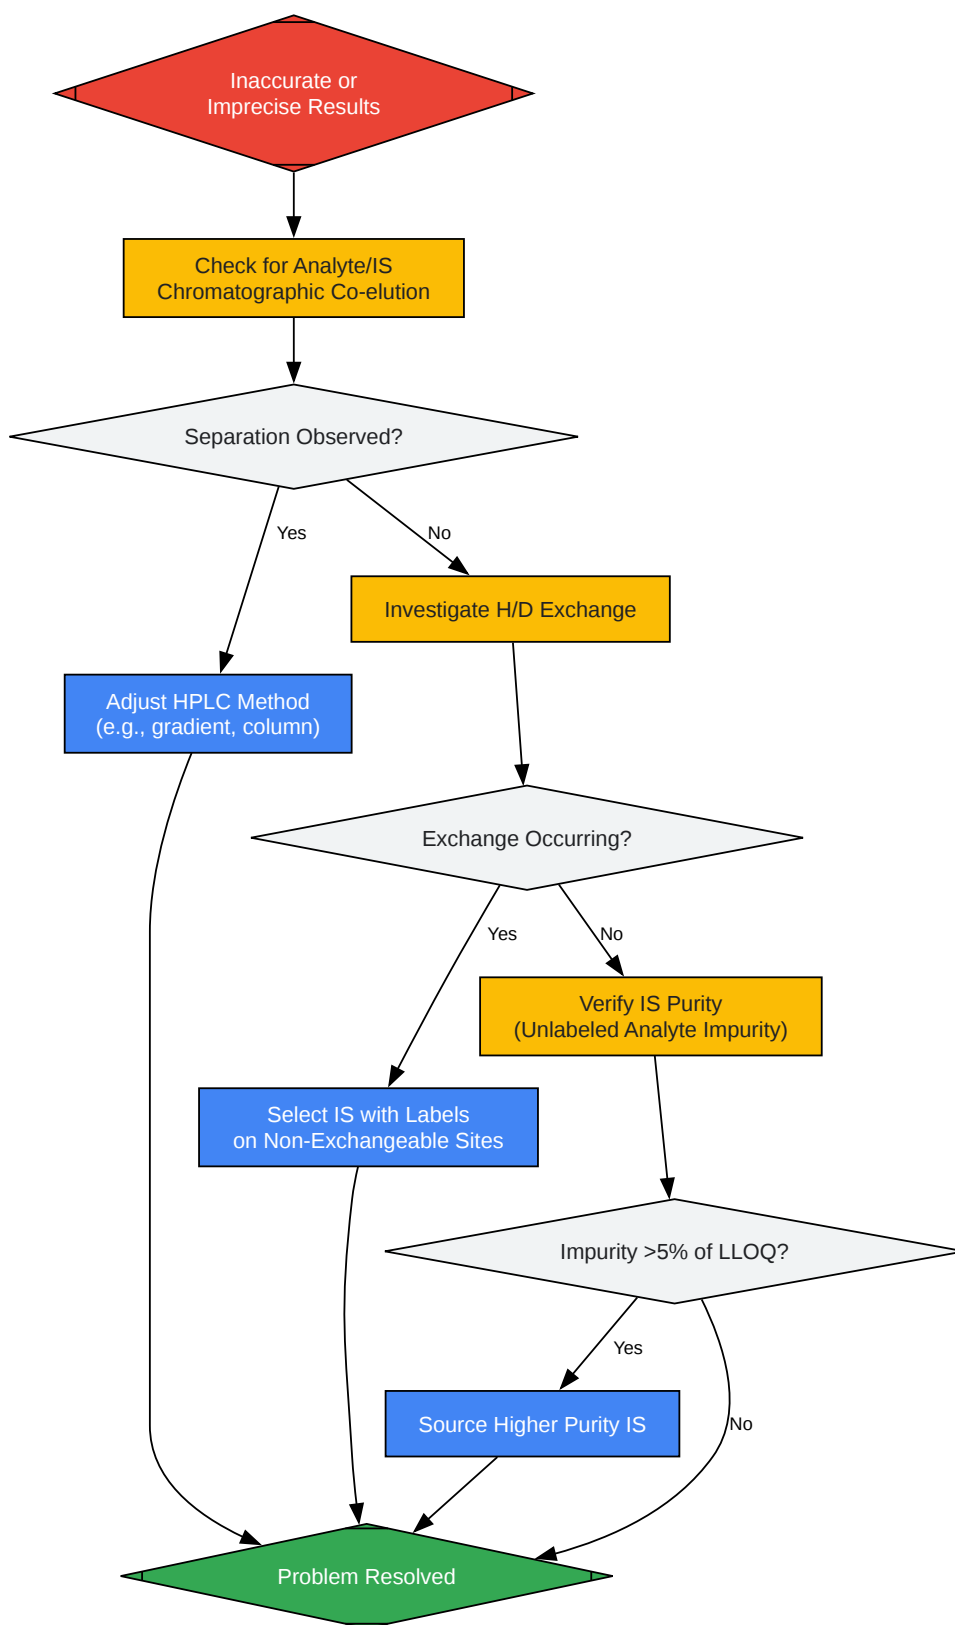 Inaccurate or
Imprecise Results
Check for Analyte/IS
Chromatographic Co-elution
Separation Observed?
Yes
No
Investigate H/D Exchange
Adjust HPLC Method
(e.g., gradient, column)
Exchange Occurring?
Yes
No
Verify IS Purity
(Unlabeled Analyte Impurity)
Select IS with Labels
on Non-Exchangeable Sites
Impurity >5% of LLOQ?
Yes
Source Higher Purity IS
No
Problem Resolved